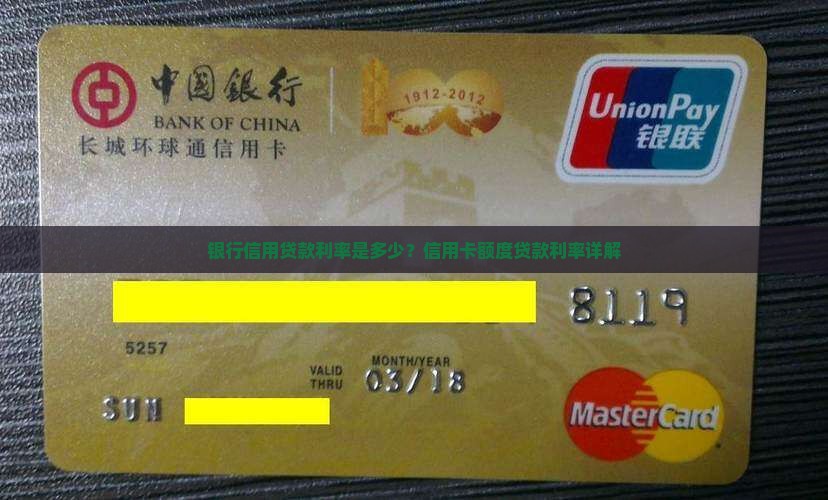 中國銀行
BANK OF CHINA
长城环球通信用卡
1912-2012
UnionPay
银联
银行信用贷款利率是多少？信用卡额度贷款利率详解
8119
5257
VALID THRU
MONTH/YEAR
03/18
SUN
MasterCard